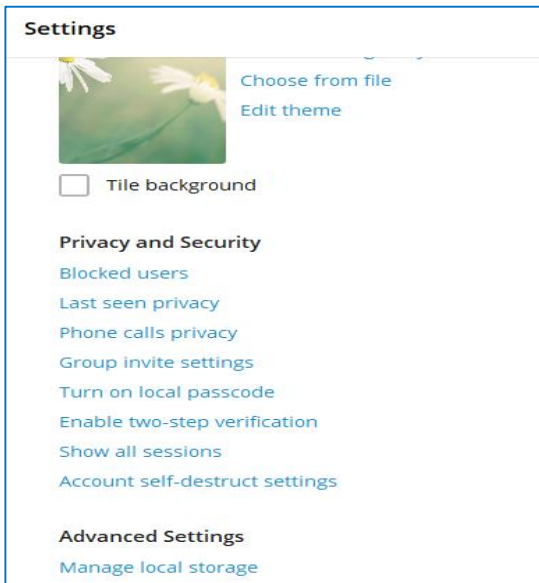 Settings
Choose from file
Edit theme
Tile background
Privacy and Security
Blocked users
Last seen privacy
Phone calls privacy
Group invite settings
Turn on local passcode
Enable two-step verification
Show all sessions
Account self-destruct settings
Advanced Settings
Manage local storage